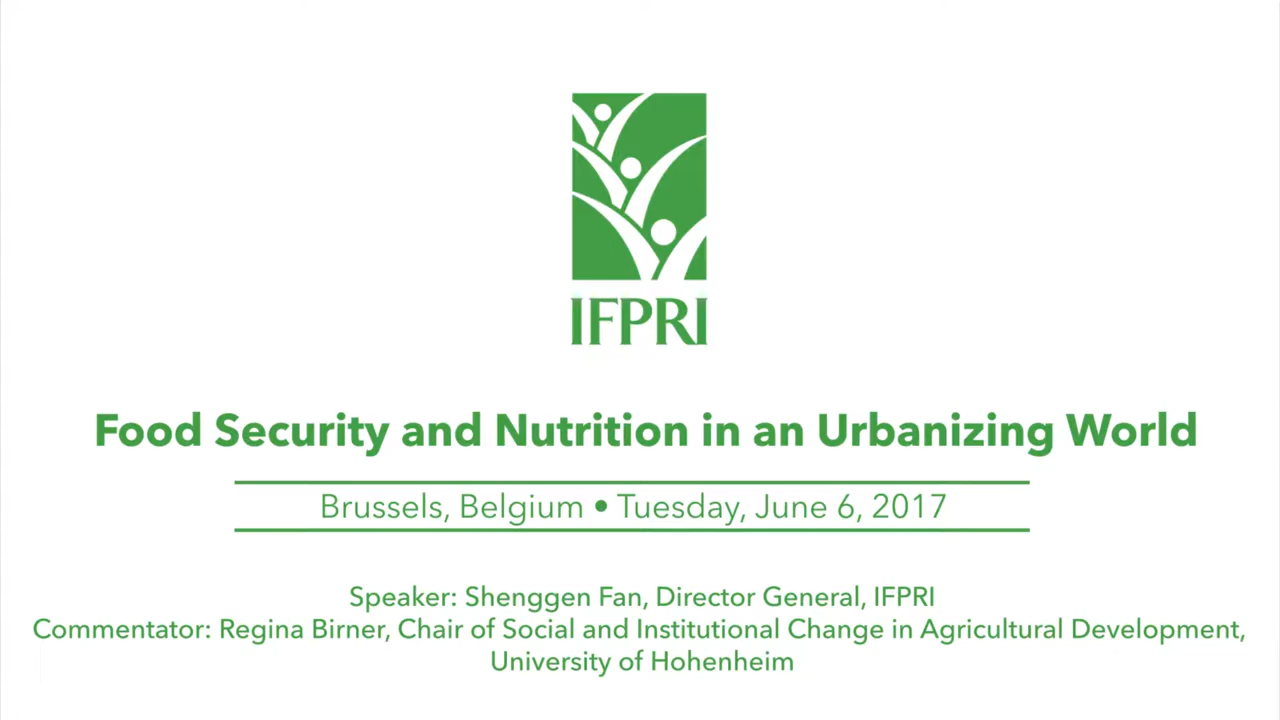 IFPRI
Food Security and Nutrition in an Urbanizing World
Brussels, Belgium • Tuesday, June 6, 2017
Speaker: Shenggen Fan, Director General, IFPRI
Commentator: Regina Birner, Chair of Social and Institutional Change in Agricultural Development,
University of Hohenheim